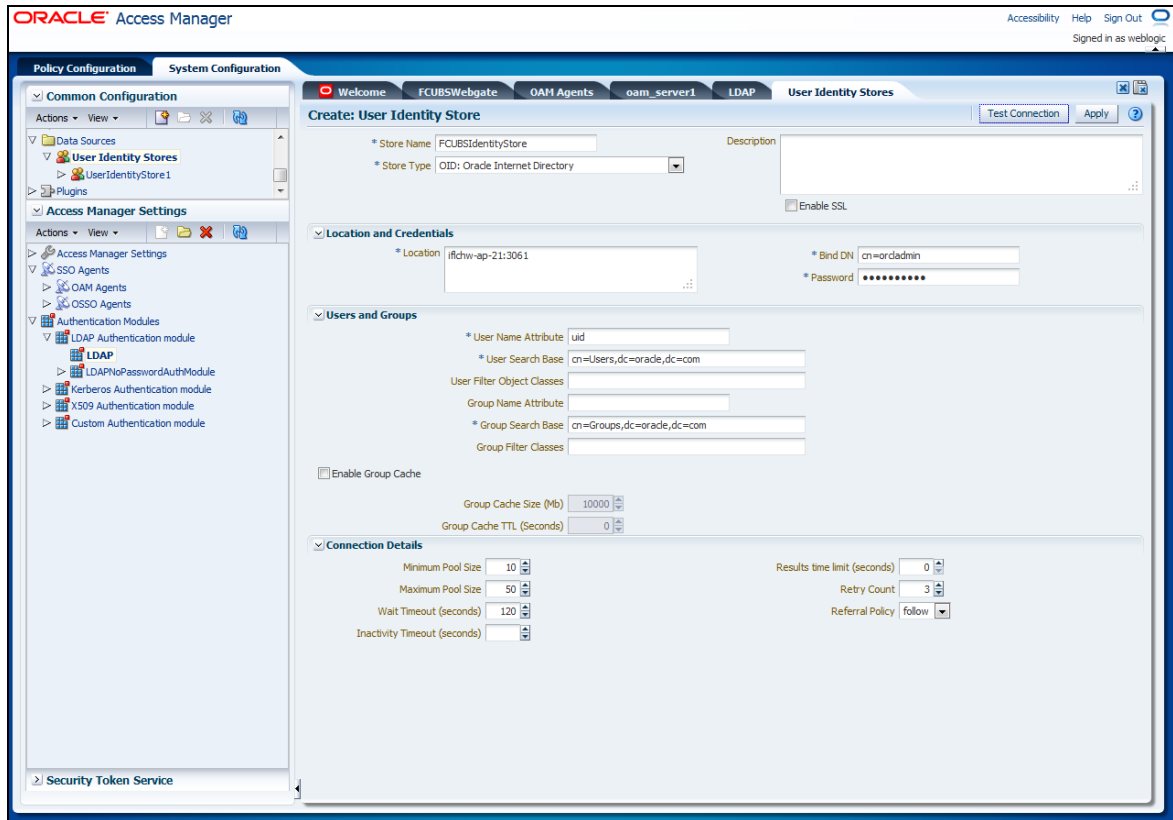 ORACLE Access Manager
Accessibility Help Sign Out
Signed in as weblogic
Policy Configuration System Configuration
Common Configuration
Actions View
Data Sources
User Identity Stores
UserIdentityStore1
Plugins
Access Manager Settings
Actions View
Access Manager Settings
SSO Agents
OAM Agents
OSSO Agents
Authentication Modules
LDAP Authentication module
LDAP
LDAPNoPasswordAuthModule
Kerberos Authentication module
X509 Authentication module
Custom Authentication module
Security Token Service
Welcome FCUBSWebgate OAM Agents oam_server1 LDAP User Identity Stores
Create: User Identity Store Test Connection Apply
* Store Name FCUBSIdentityStore
* Store Type OID: Oracle Internet Directory
Description
Enable SSL
Location and Credentials
* Location iflchw-ap-21:3061
* Bind DN cn=orcladmin
* Password ••••••••••
Users and Groups
* User Name Attribute uid
* User Search Base cn=Users,dc=oracle,dc=com
User Filter Object Classes
Group Name Attribute
* Group Search Base cn=Groups,dc=oracle,dc=com
Group Filter Classes
Enable Group Cache
Group Cache Size (Mb) 10000
Group Cache TTL (Seconds) 0
Connection Details
Minimum Pool Size 10
Maximum Pool Size 50
Wait Timeout (seconds) 120
Inactivity Timeout (seconds)
Results time limit (seconds) 0
Retry Count 3
Referral Policy follow